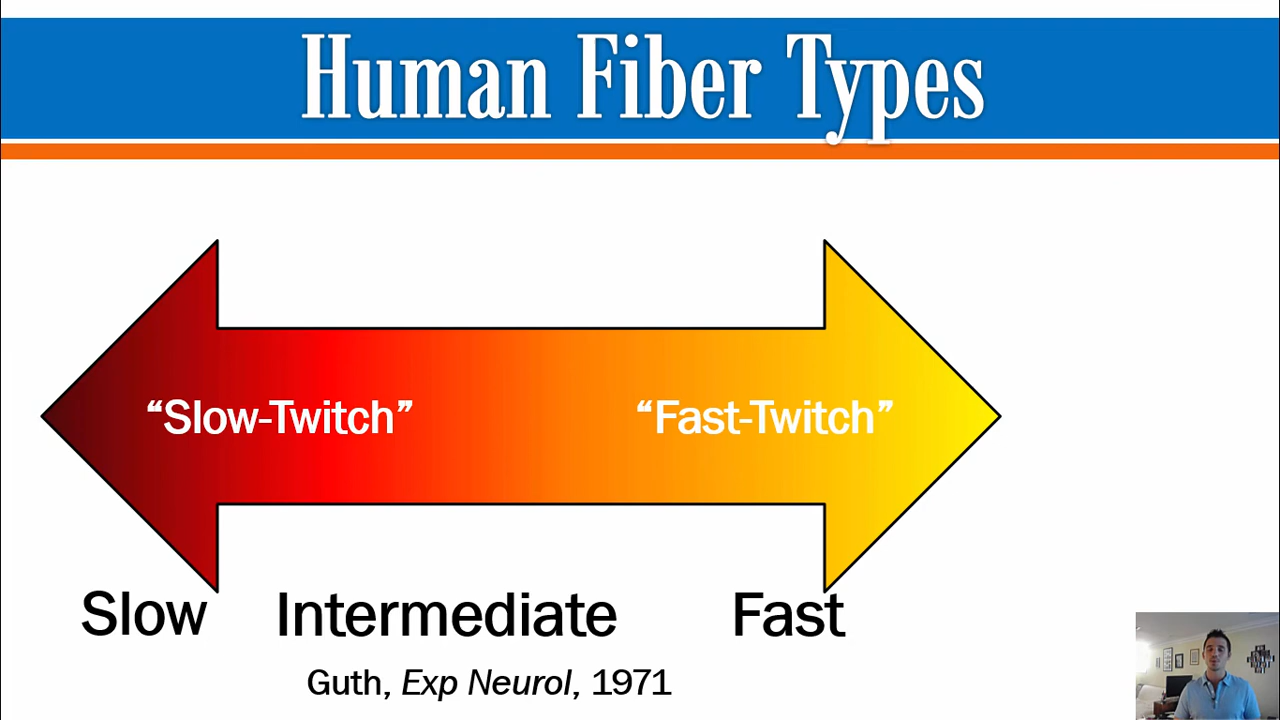 Human Fiber Types
“Slow-Twitch” “Fast-Twitch”
Slow Intermediate Fast
Guth, Exp Neurol, 1971